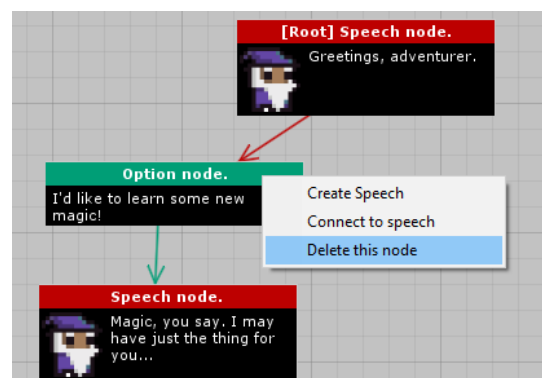 [Root] Speech node.
Greetings, adventurer.
Option node.
I'd like to learn some new
magic!
Create Speech
Connect to speech
Delete this node
Speech node.
Magic, you say. I may
have just the thing for
you...